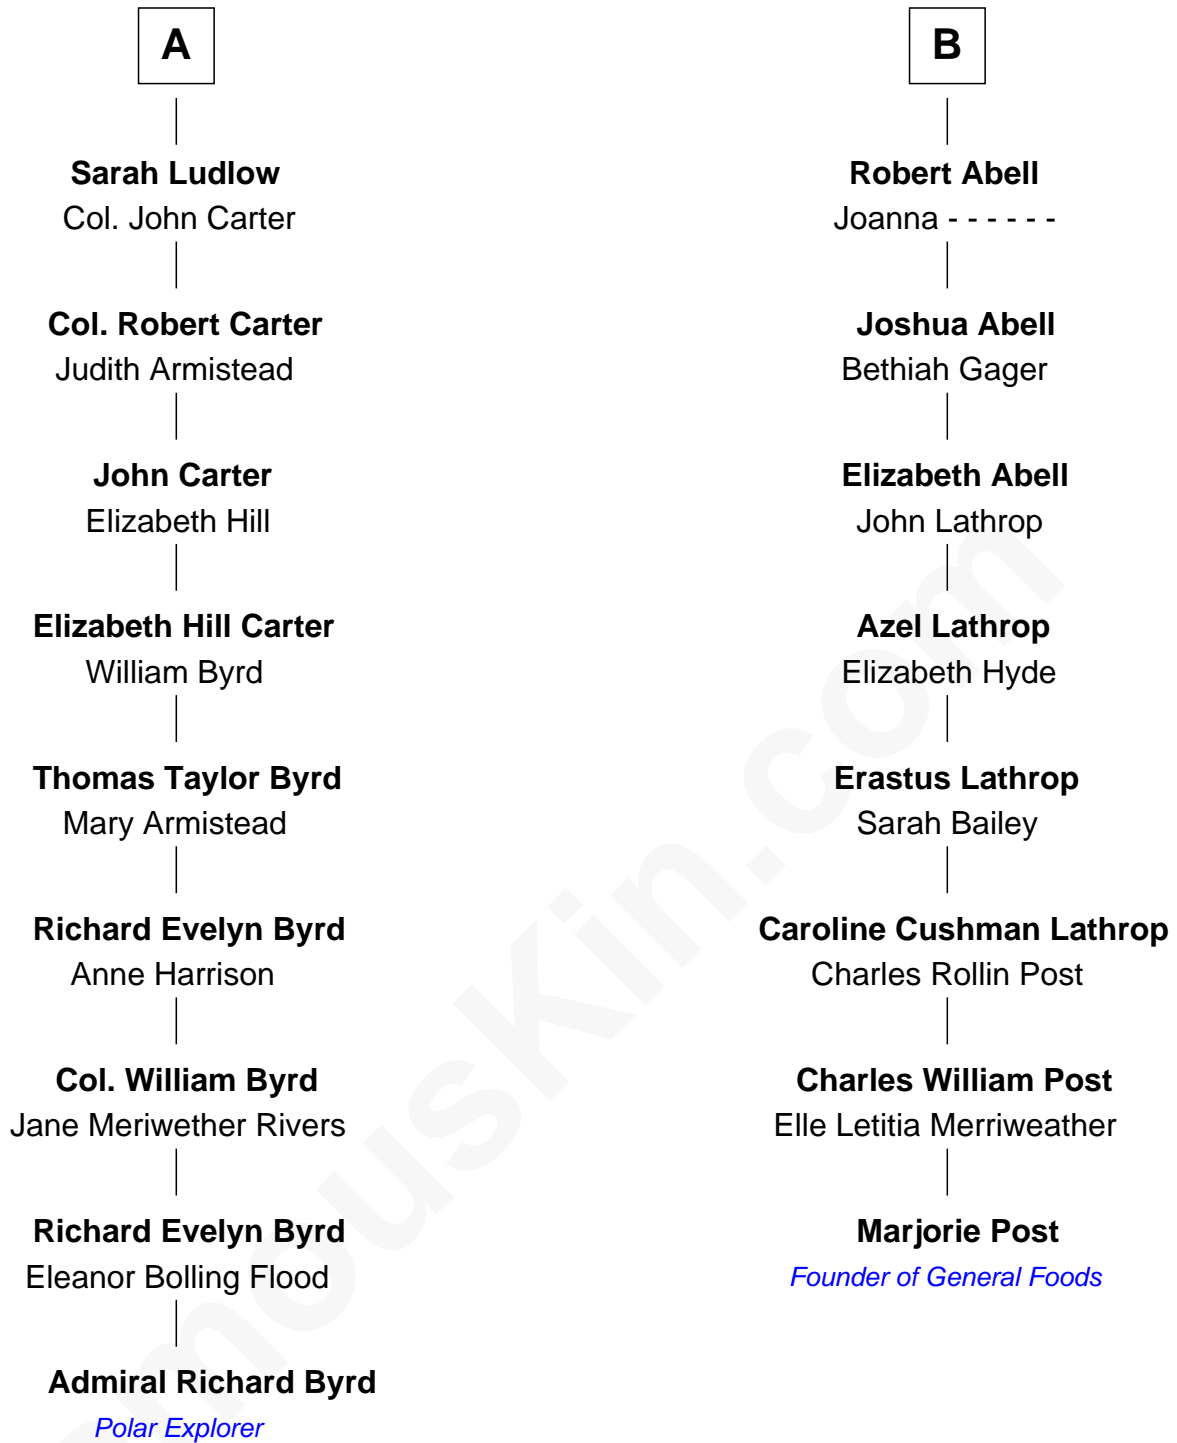 A
Sarah Ludlow
Col. John Carter
Col. Robert Carter
Judith Armistead
John Carter
Elizabeth Hill
Elizabeth Hill Carter
William Byrd
Thomas Taylor Byrd
Mary Armistead
Richard Evelyn Byrd
Anne Harrison
Col. William Byrd
Jane Meriwether Rivers
Richard Evelyn Byrd
Eleanor Bolling Flood
Admiral Richard Byrd
Polar Explorer
B
Robert Abell
Joanna - - - - - -
Joshua Abell
Bethiah Gager
Elizabeth Abell
John Lathrop
Azel Lathrop
Elizabeth Hyde
Erastus Lathrop
Sarah Bailey
Caroline Cushman Lathrop
Charles Rollin Post
Charles William Post
Elle Letitia Merriweather
Marjorie Post
Founder of General Foods
mousKin.com